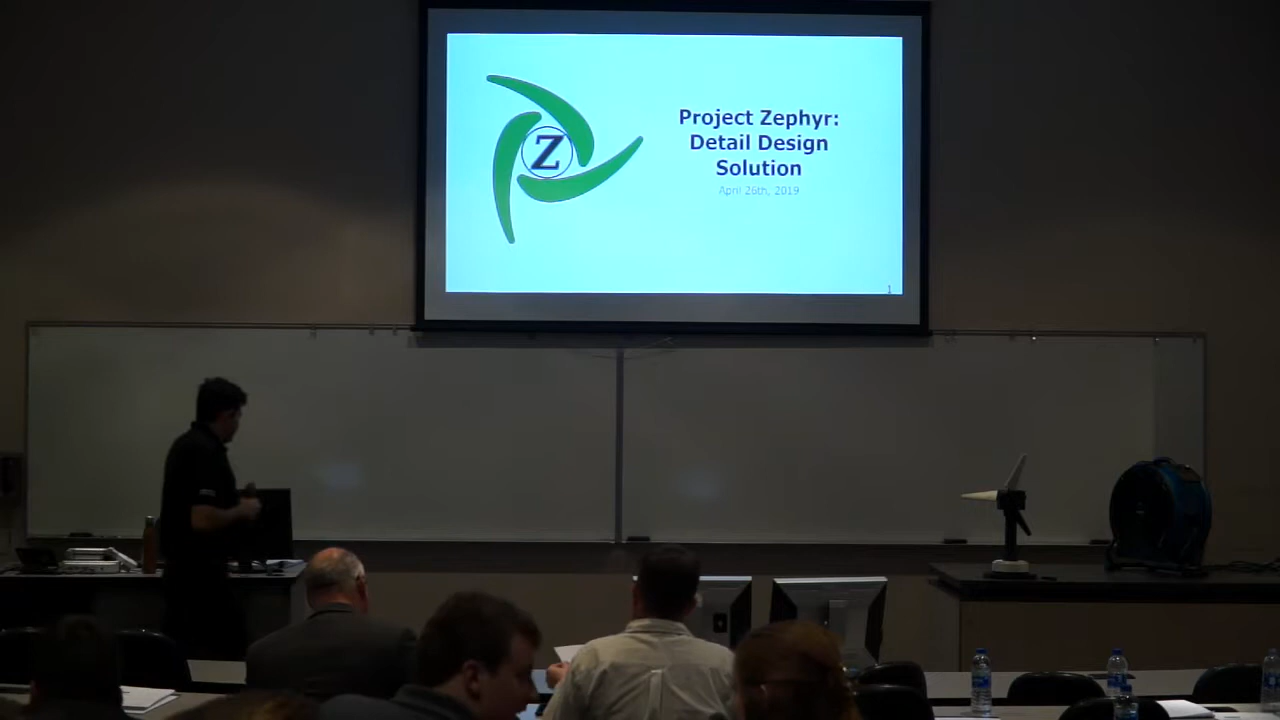 Z
Project Zephyr:
Detail Design
Solution
April 26th, 2019
1